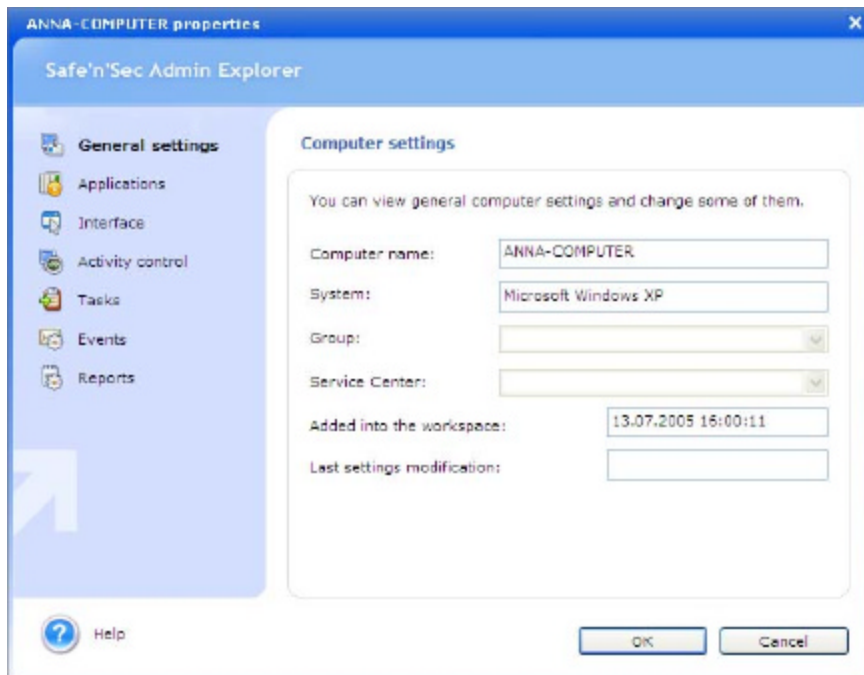 ANNA-COMPUTER properties
Safe'n'Sec Admin Explorer
General settings
Applications
Interface
Activity control
Tasks
Events
Reports
Computer settings
You can view general computer settings and change some of them.
Computer name: ANNA-COMPUTER
System: Microsoft Windows XP
Group:
Service Center:
Added into the workspace: 13.07.2005 16:00:11
Last settings modification:
Help
OK Cancel